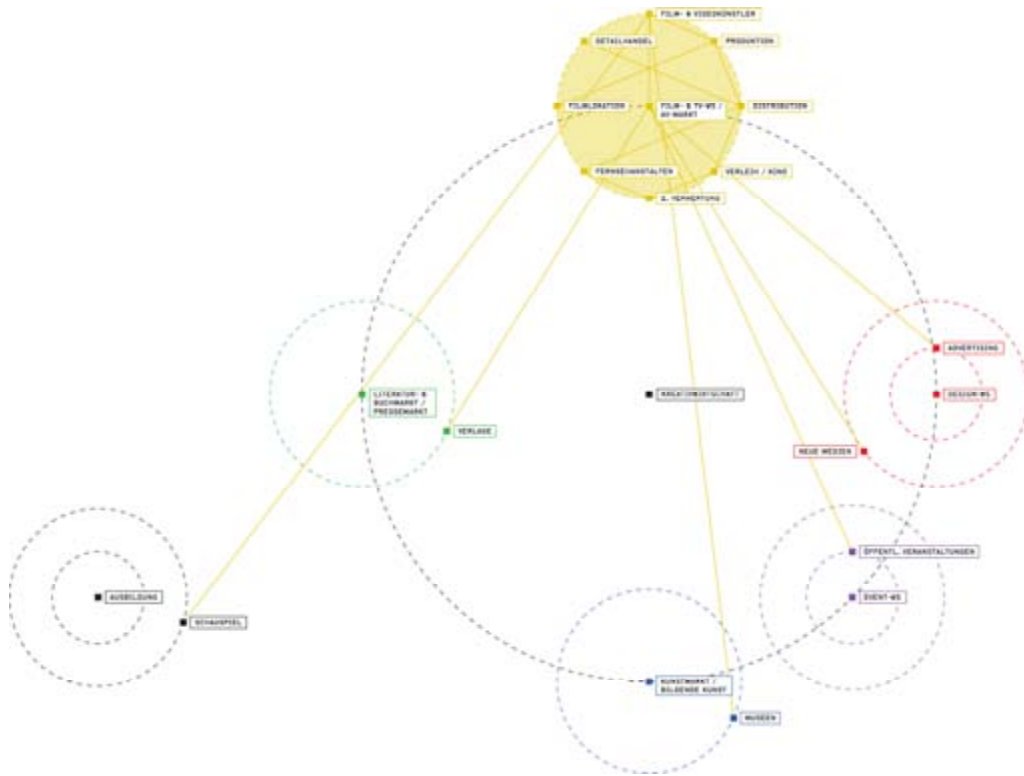 FILM- & VIDEOKÜNSTLER
DETAILHANDEL
PRODUKTION
FILM- & TV-WS /
AV-MARKT
DISTRIBUTION
FERNSEHANSTALTEN
VERLEIH / KINO
2. VERWERTUNG
ADVERTISING
LITERATUR- &
BUCHMARKT /
PRESSEMARKT
KREATIVWIRTSCHAFT
DESIGN-WS
VERLAGE
NEUE MEDIEN
ÖFFENTL. VERANSTALTUNGEN
AUSBILDUNG
EVENT-WS
SCHAUSPIEL
KUNSTMARKT /
BILDENDE KUNST
MUSEEN